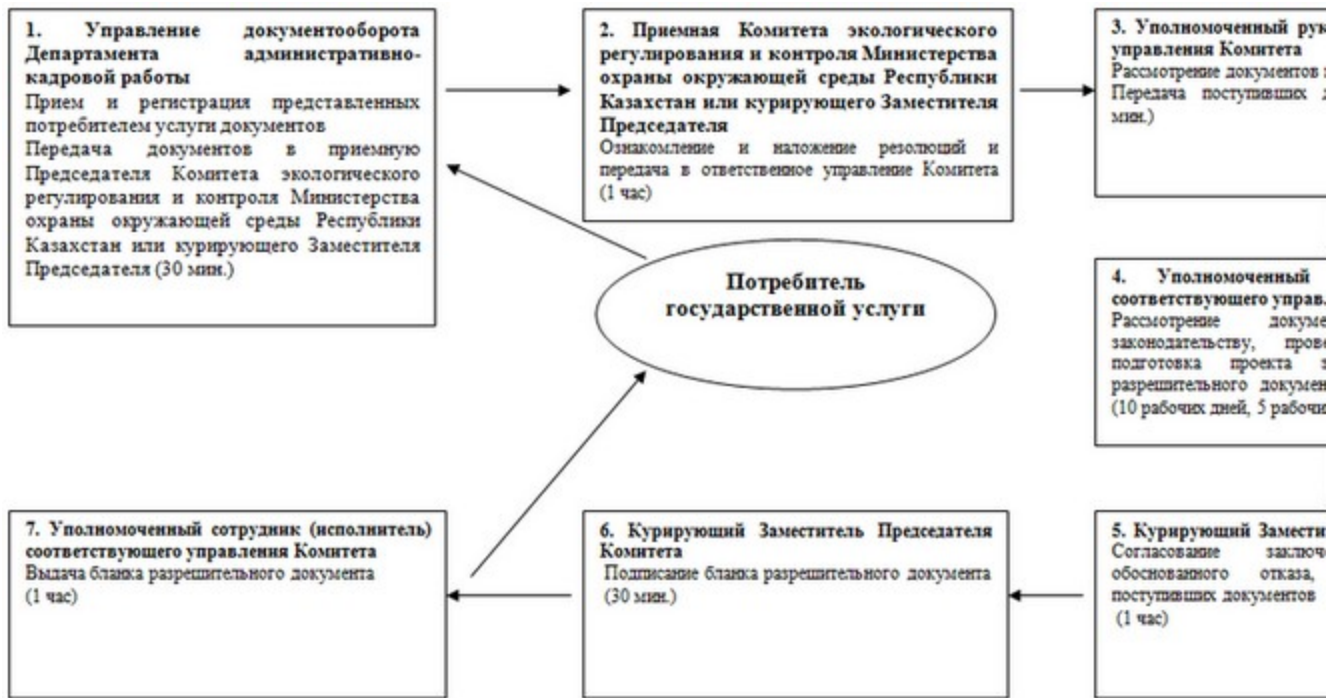 1. Управление документооборота
Департамента административно-
кадровой работы
Прием и регистрация представленных
потребителем услуги документов
Передача документов в приемную
Председателя Комитета экологического
регулирования и контроля Министерства
охраны окружающей среды Республики
Казахстан или курирующего Заместителя
Председателя (30 мин.)
2. Приемная Комитета экологического
регулирования и контроля Министерства
охраны окружающей среды Республики
Казахстан или курирующего Заместителя
Председателя
Ознакомление и наложение резолюций и
передача в ответственное управление Комитета
(1 час)
3. Уполномоченный рук
управления Комитета
Рассмотрение документов
Передача поступивших
мин.)
Потребитель
государственной услуги
4. Уполномоченный
соответствующего управл
Рассмотрение докуме
законодательству, прове
подготовка проекта з
разрешительного докумен
(10 рабочих дней, 5 рабочи
5. Курирующий Замести
Согласование заключ
обоснованного отказа,
поступивших документов
(1 час)
6. Курирующий Заместитель Председателя
Комитета
Подписание бланка разрешительного документа
(30 мин.)
7. Уполномоченный сотрудник (исполнитель)
соответствующего управления Комитета
Выдача бланка разрешительного документа
(1 час)